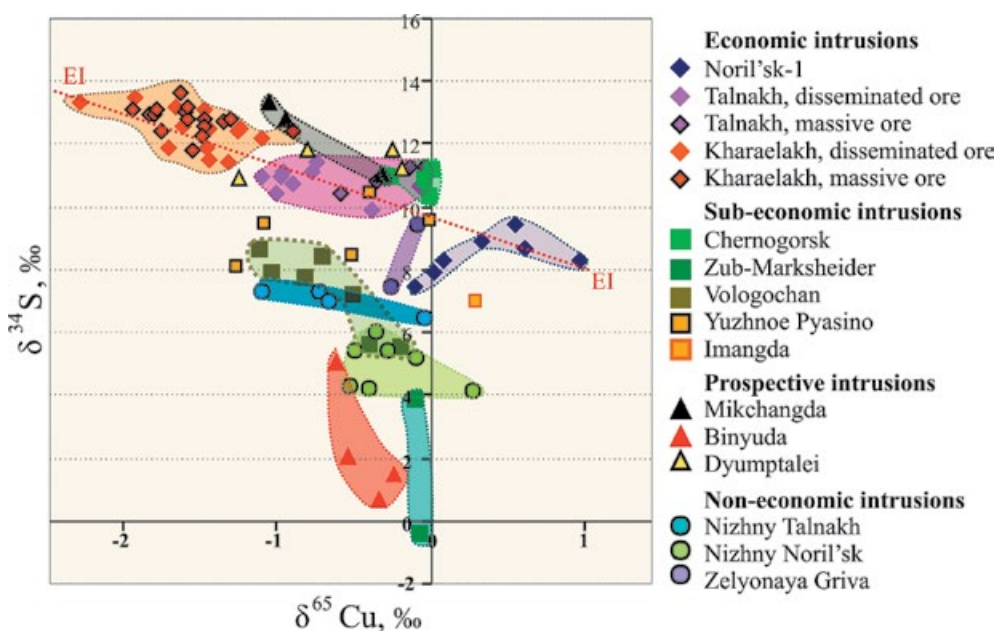 16
14
12
10
8
6
4
2
0
-2
-2
-1
0
1
EI
EI
δ³⁴S, ‰
δ⁶⁵ Cu, ‰
Economic intrusions
Noril'sk-1
Talnakh, disseminated ore
Talnakh, massive ore
Kharaelakh, disseminated ore
Kharaelakh, massive ore
Sub-economic intrusions
Chernogorsk
Zub-Marksheider
Vologochan
Yuzhnoe Pyasino
Imangda
Prospective intrusions
Mikchangda
Binyuda
Dyumptalei
Non-economic intrusions
Nizhny Talnakh
Nizhny Noril'sk
Zelyonaya Griva